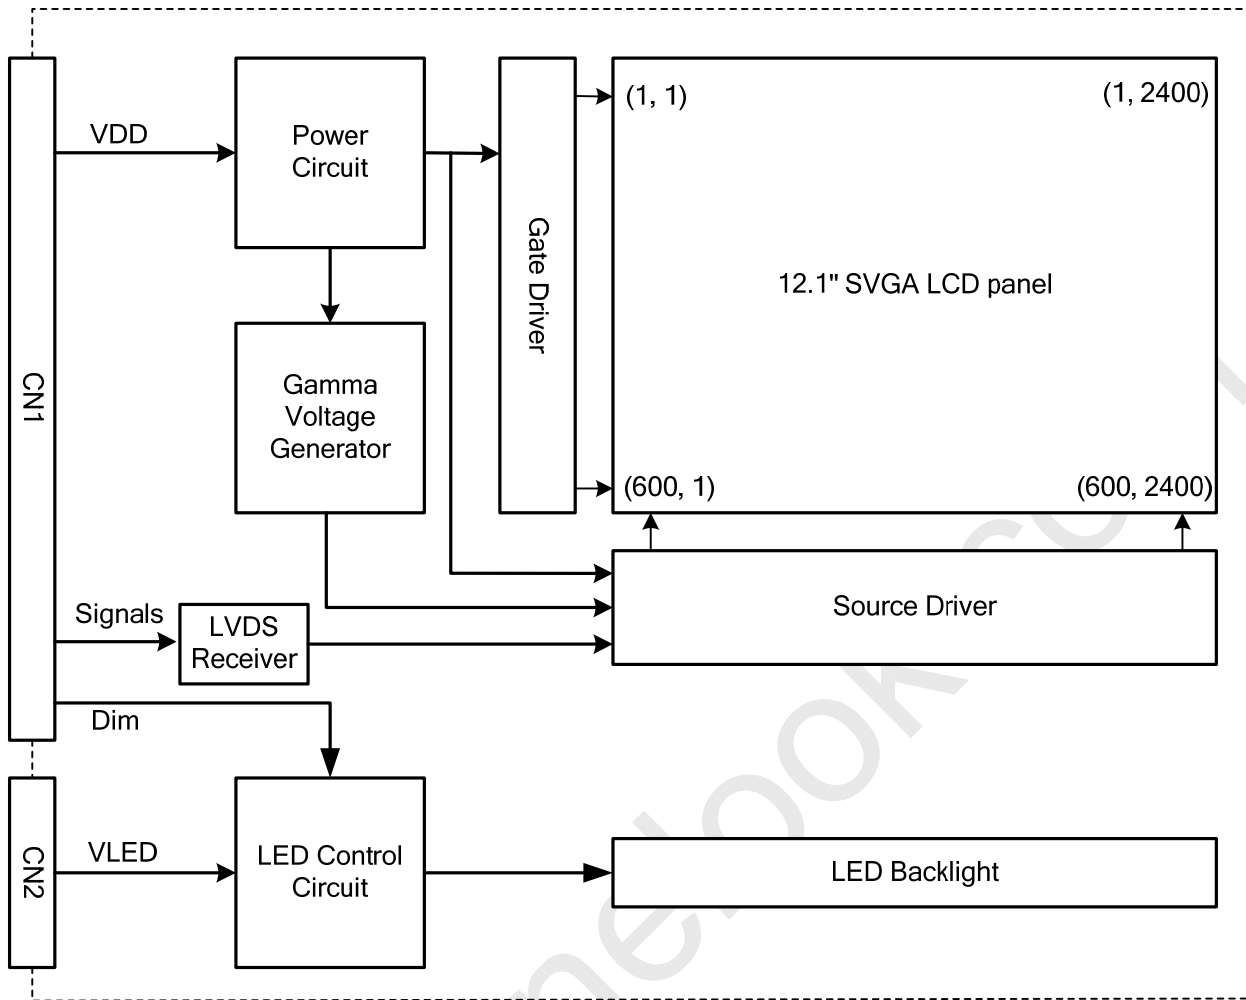 CN1
VDD
Power
Circuit
Gate Driver
(1, 1)
(1, 2400)
12.1" SVGA LCD panel
Gamma
Voltage
Generator
(600, 1)
(600, 2400)
Signals
LVDS
Receiver
Source Driver
Dim
CN2
VLED
LED Control
Circuit
LED Backlight